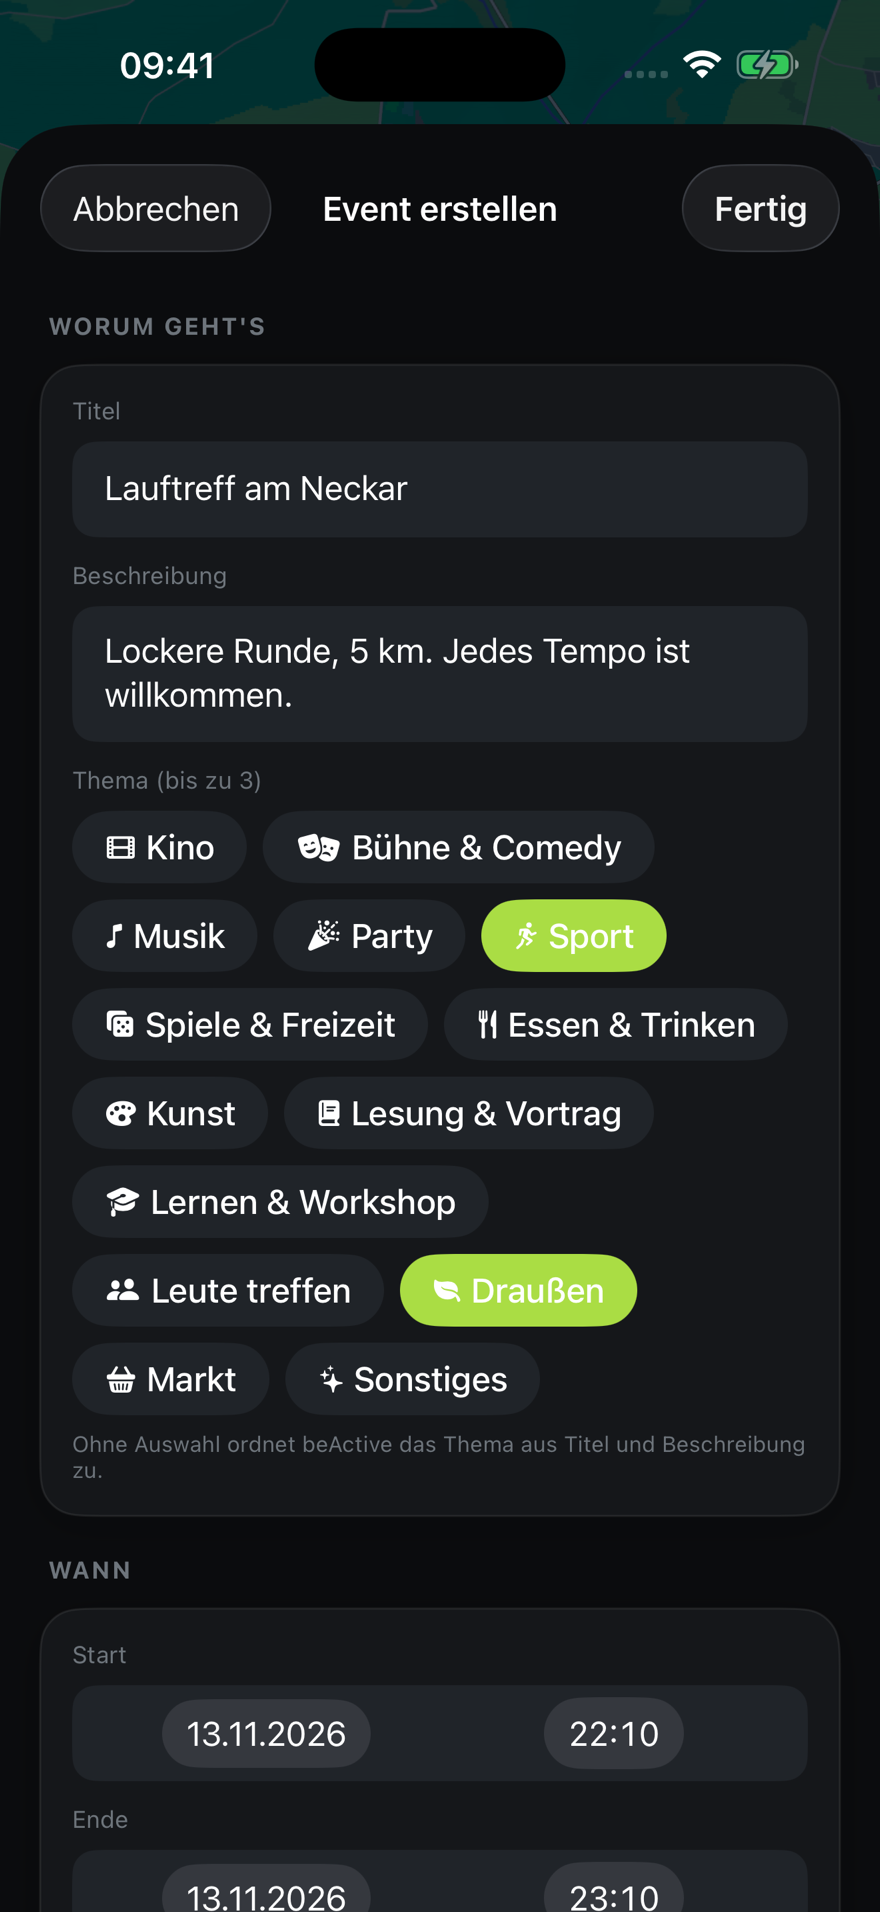 09:41
Abbrechen
Event erstellen
Fertig
WORUM GEHT'S
Titel
Lauftreff am Neckar
Beschreibung
Lockere Runde, 5 km. Jedes Tempo ist
willkommen.
Thema (bis zu 3)
Kino
Bühne & Comedy
Musik
Party
Sport
Spiele & Freizeit
Essen & Trinken
Kunst
Lesung & Vortrag
Lernen & Workshop
Leute treffen
Draußen
Markt
Sonstiges
Ohne Auswahl ordnet beActive das Thema aus Titel und Beschreibung
zu.
WANN
Start
13.11.2026
22:10
Ende
13.11.2026
23:10